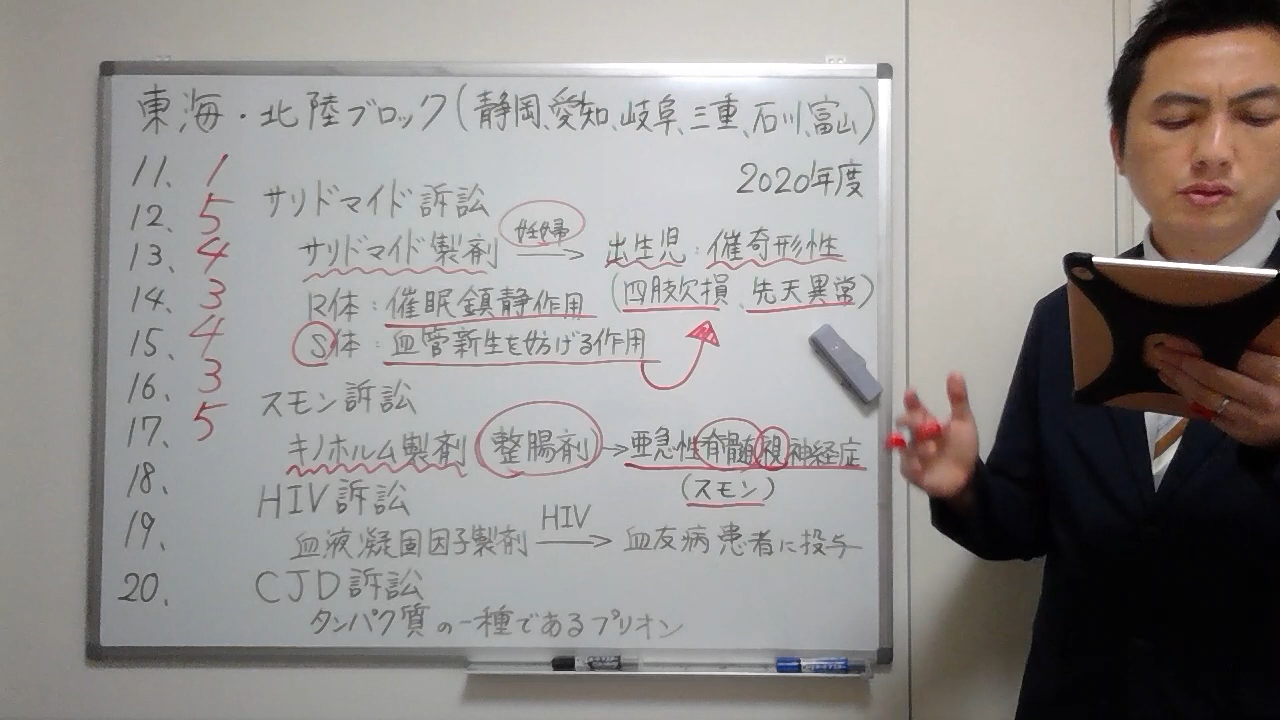 東海・北陸ブロック(静岡、愛知、岐阜、三重、石川、富山)
2020年度
11. 1
12. 5
13. 4
14. 3
15. 4
16. 3
17. 5
18.
19.
20.
サリドマイド訴訟
サリドマイド製剤 妊婦→ 出生児:催奇形性
(四肢欠損、先天異常)
R体:催眠鎮静作用
S体:血管新生を妨げる作用
スモン訴訟
キノホルム製剤 整腸剤→亜急性脊髄視神経症
(スモン)
HIV訴訟
血液凝固因子製剤 HIV→ 血友病患者に投与
CJD訴訟
タンパク質の一種であるプリオン